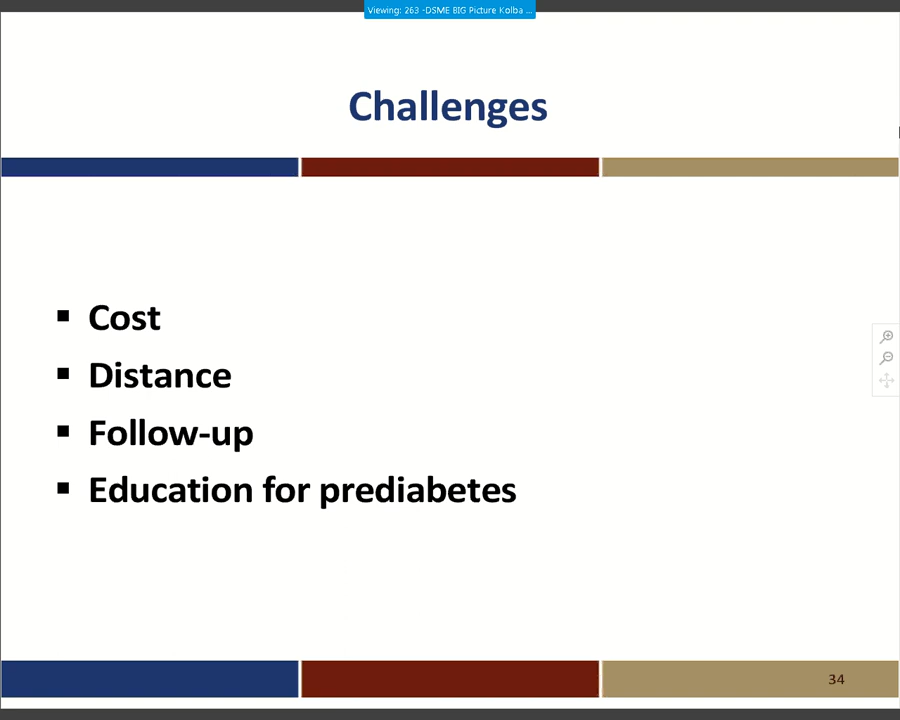 Viewing: 263 -DSME BIG Picture Kolba ...
Challenges
▪ Cost
▪ Distance
▪ Follow-up
▪ Education for prediabetes
34